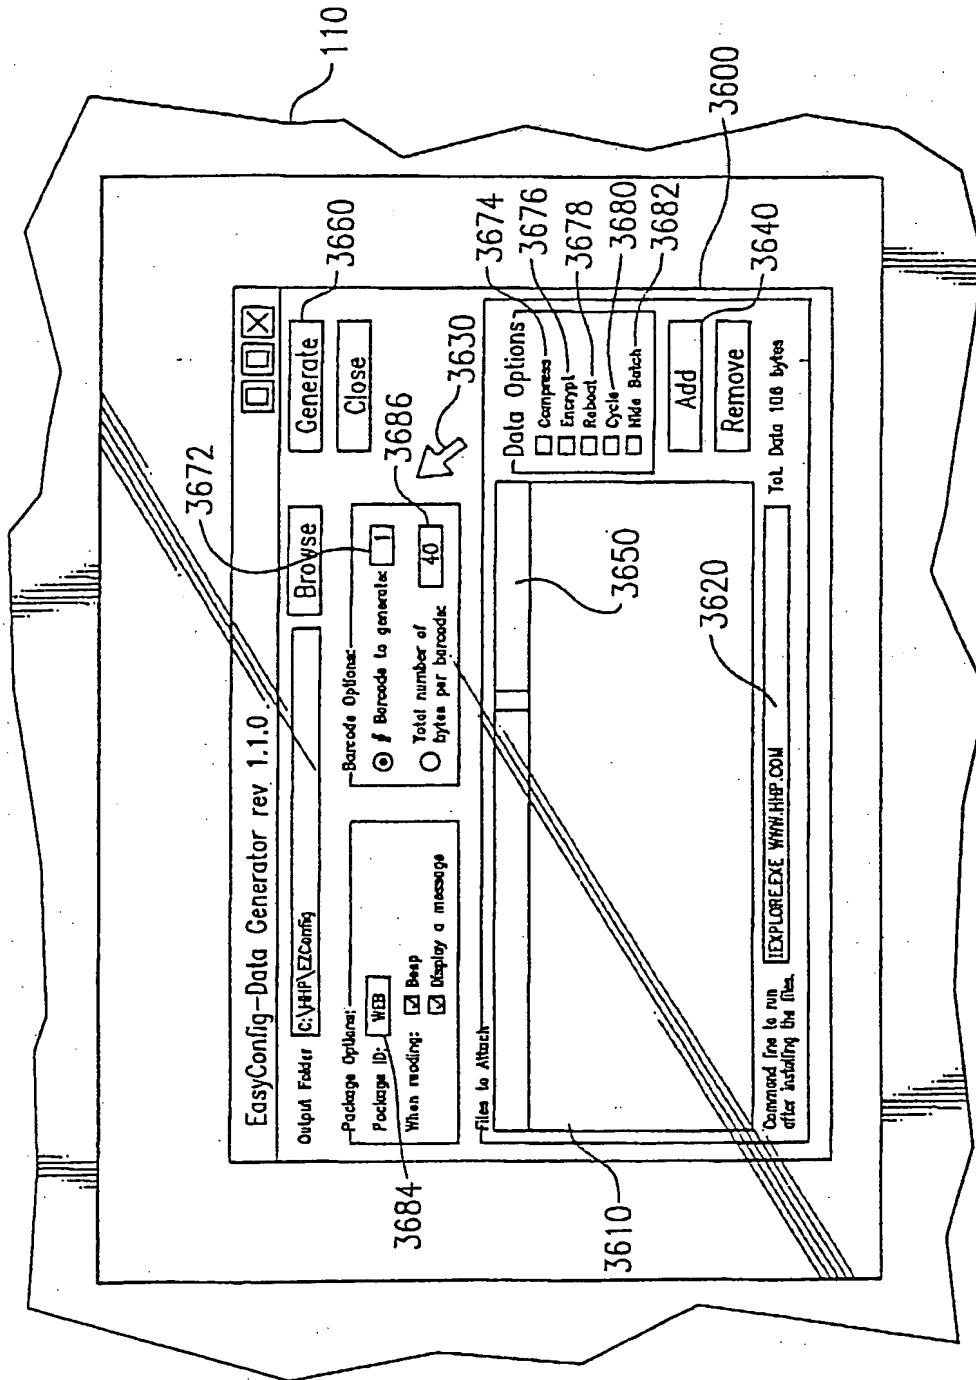 110
EasyConfig-Data Generator rev. 1.1.0.
Output Folder C:\HHP\EZConfig Browse Generate
3660
Close
Package Options:
Package ID: WEB
When reading: Beep
Display a message
3684
Barcode Options:
# Barcode to generate: 1
Total number of
bytes per barcode: 40
3672
3686
3630
Files to Attach
3610
3650
Data Options
Compress
Encrypt
Reboot
Cycle
Hide Batch
3674
3676
3678
3680
3682
Add
3640
Remove
3600
Command line to run
after installing the files.
IEXPLORE.EXE WWW.HHP.COM
3620
Tot. Data 106 bytes